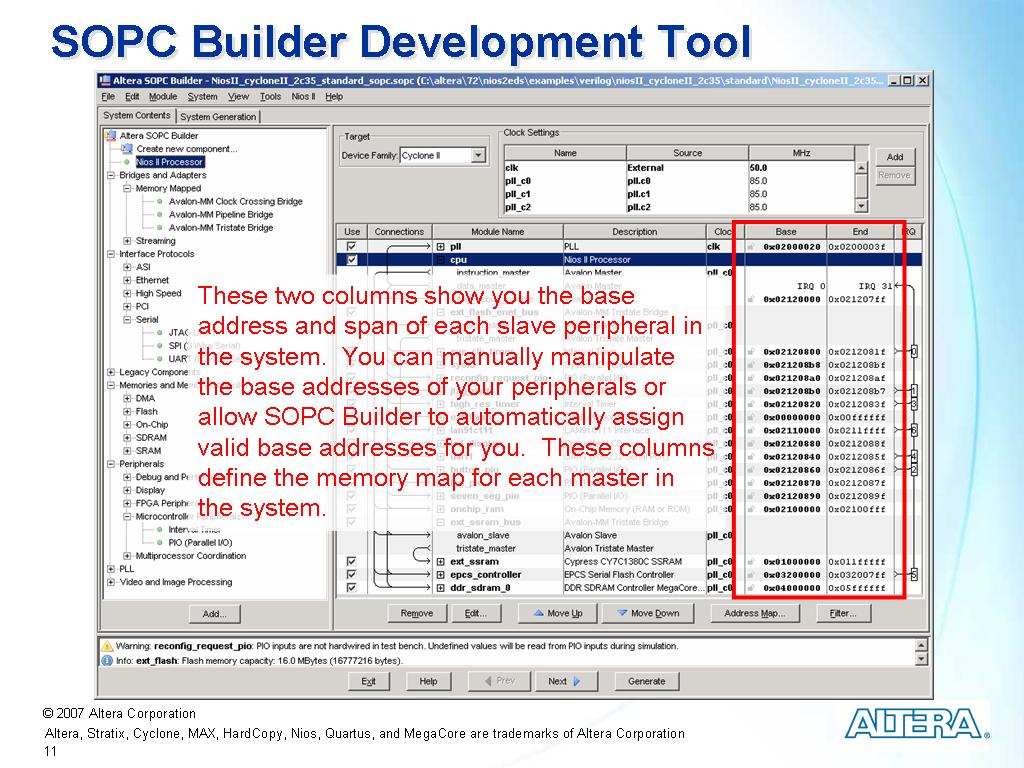 SOPC Builder Development Tool
Altera SOPC Builder - NiosII_cycloneII_2c35_standard_sopc.sopc (C:\altera\72\nios2eds\examples\verilog\niosII_cycloneII_2c35\standard\NiosII_cycloneII_2c35...
File Edit Module System View Tools Nios II Help
System Contents System Generation
Altera SOPC Builder
Create new component...
Nios II Processor
Bridges and Adapters
Memory Mapped
Avalon-MM Clock Crossing Bridge
Avalon-MM Pipeline Bridge
Avalon-MM Tristate Bridge
Streaming
Interface Protocols
ASI
Ethernet
High Speed
PCI
Serial
JTAG
SPI (3 Wire Serial)
UART
Legacy Components
Memories and Me
DMA
Flash
On-Chip
SDRAM
SRAM
Peripherals
Debug and Pe
Display
FPGA Periphe
Microcontrolle
Interval Timer
PIO (Parallel I/O)
Multiprocessor Coordination
PLL
Video and Image Processing
Add...
Target
Device Family: Cyclone II
Clock Settings
Name Source MHz
clk External 50.0
pll_c0 pll.c0 85.0
pll_c1 pll.c1 85.0
pll_c2 pll.c2 85.0
Add
Remove
Use Connections Module Name Description Cloc Base End IRQ
pll PLL clk 0x02000020 0x0200003f
cpu Nios II Processor
instruction_master Avalon Master pll_c0
data_master Avalon Master IRQ 0 IRQ 31
0x02120000 0x021207ff
ext_flash_enet_bus Avalon-MM Tristate Bridge
pll_c0
tristate_master Avalon Tristate Master
pll_c0 0x02120800 0x0212081f 0
pll_c0 0x021208b8 0x021208bf
reconfig_request_pio PIO (Parallel I/O) pll_c0 0x021208a0 0x021208af
pll_c0 0x021208b0 0x021208b7 1
high_res_timer Interval Timer pll_c0 0x02120820 0x0212083f 3
pll_c0 0x00000000 0x00ffffff
lan91c111 LAN91C111 Interface pll_c0 0x02110000 0x0211ffff 6
pll_c0 0x02120880 0x0212088f
pll_c0 0x02120840 0x0212085f 4
button_pio PIO (Parallel I/O) pll_c0 0x02120860 0x0212086f 2
pll_c0 0x02120870 0x0212087f
seven_seg_pio PIO (Parallel I/O) pll_c0 0x02120890 0x0212089f
onchip_ram On-Chip Memory (RAM or ROM) pll_c0 0x02100000 0x02100fff
ext_ssram_bus Avalon-MM Tristate Bridge
avalon_slave Avalon Slave pll_c0
tristate_master Avalon Tristate Master
ext_ssram Cypress CY7C1380C SSRAM pll_c0 0x01000000 0x011fffff
epcs_controller EPCS Serial Flash Controller pll_c0 0x03200000 0x032007ff 5
ddr_sdram_0 DDR SDRAM Controller MegaCore... pll_c0 0x04000000 0x05ffffff
These two columns show you the base
address and span of each slave peripheral in
the system. You can manually manipulate
the base addresses of your peripherals or
allow SOPC Builder to automatically assign
valid base addresses for you. These columns
define the memory map for each master in
the system.
Remove Edit... Move Up Move Down Address Map... Filter...
Warning: reconfig_request_pio: PIO inputs are not hardwired in test bench. Undefined values will be read from PIO inputs during simulation.
Info: ext_flash: Flash memory capacity: 16.0 MBytes (16777216 bytes).
Exit Help Prev Next Generate
© 2007 Altera Corporation
Altera, Stratix, Cyclone, MAX, HardCopy, Nios, Quartus, and MegaCore are trademarks of Altera Corporation
11
ALTERA®